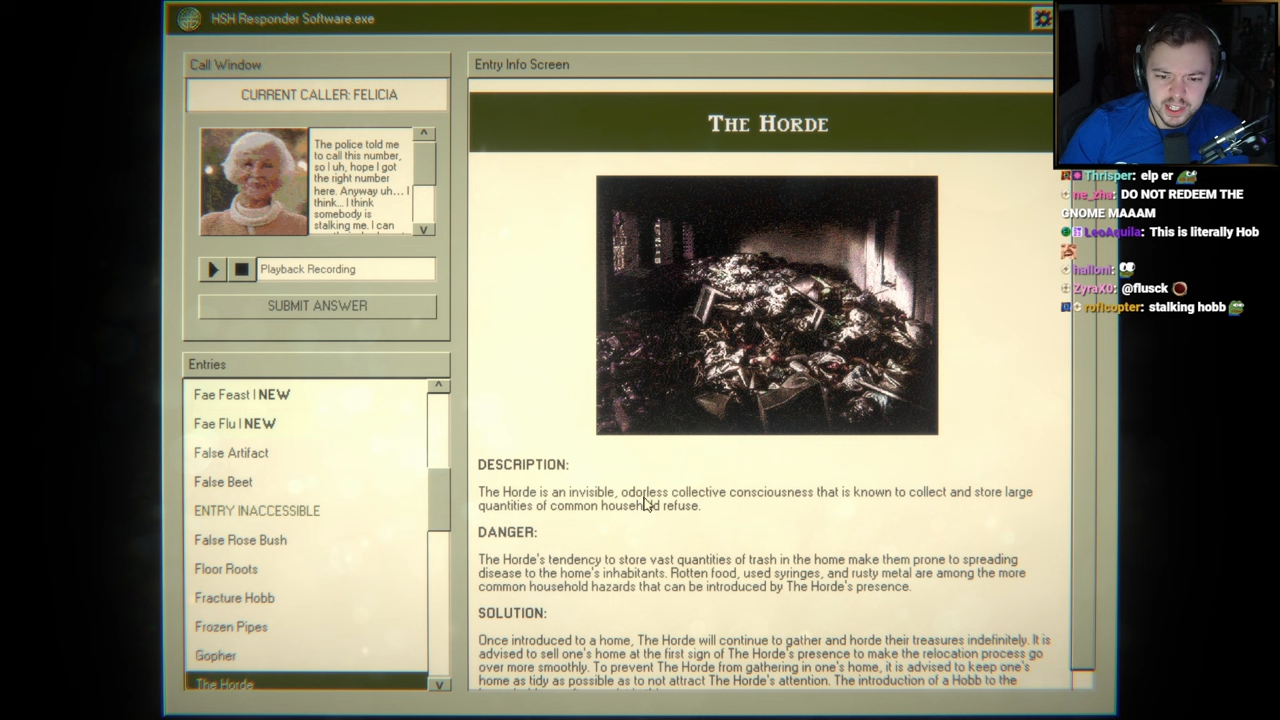 HSH Responder Software.exe
Call Window
CURRENT CALLER: FELICIA
The police told me
to call this number,
so I uh, hope I got
the right number
here. Anyway uh... I
think... I think
somebody is
stalking me. I can
Playback Recording
SUBMIT ANSWER
Entries
Fae Feast | NEW
Fae Flu | NEW
False Artifact
False Beet
ENTRY INACCESSIBLE
False Rose Bush
Floor Roots
Fracture Hobb
Frozen Pipes
Gopher
The Horde
Entry Info Screen
THE HORDE
DESCRIPTION:
The Horde is an invisible, odorless collective consciousness that is known to collect and store large
quantities of common household refuse.
DANGER:
The Horde's tendency to store vast quantities of trash in the home make them prone to spreading
disease to the home's inhabitants. Rotten food, used syringes, and rusty metal are among the more
common household hazards that can be introduced by The Horde's presence.
SOLUTION:
Once introduced to a home, The Horde will continue to gather and horde their treasures indefinitely. It is
advised to sell one's home at the first sign of The Horde's presence to make the relocation process go
over more smoothly. To prevent The Horde from gathering in one's home, it is advised to keep one's
home as tidy as possible as to not attract The Horde's attention. The introduction of a Hobb to the
Thrisper: elp er
ne_zha: DO NOT REDEEM THE
GNOME MAAAM
LeoAquila: This is literally Hob
halloni:
ZyraX0: @flusck
roflcopter: stalking hobb